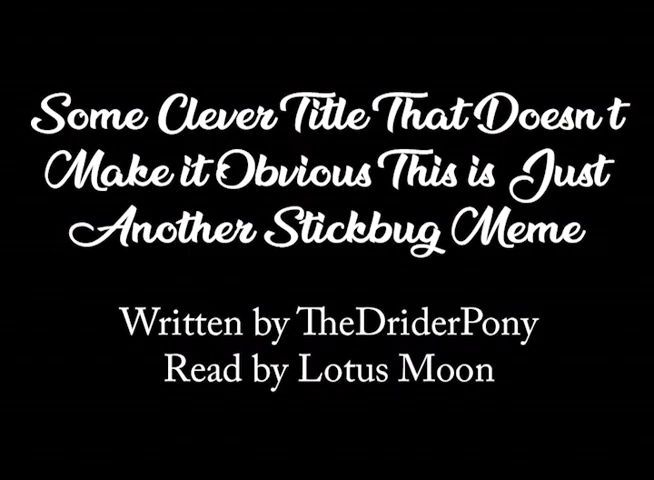 Some Clever Title That Doesn't
Make it Obvious This is Just
Another Stickbug Meme
Written by TheDriderPony
Read by Lotus Moon